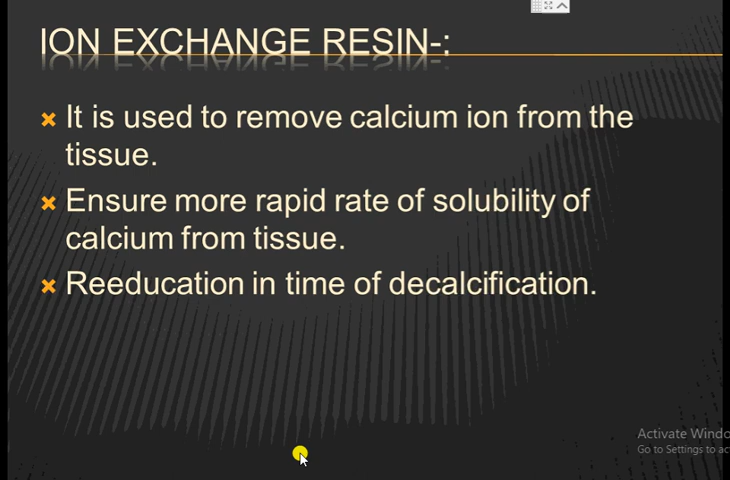 ION EXCHANGE RESIN-:
It is used to remove calcium ion from the
tissue.
Ensure more rapid rate of solubility of
calcium from tissue.
Reeducation in time of decalcification.
Activate Windo
Go to Settings to ac